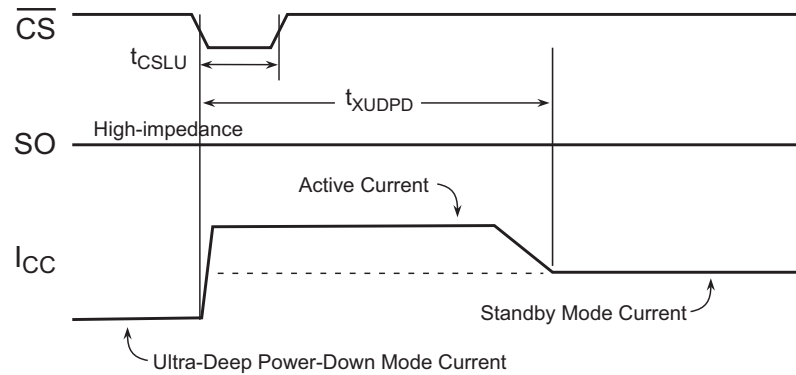 CS
tCSLU
tXUDPD
High-impedance
SO
Active Current
ICC
Standby Mode Current
Ultra-Deep Power-Down Mode Current